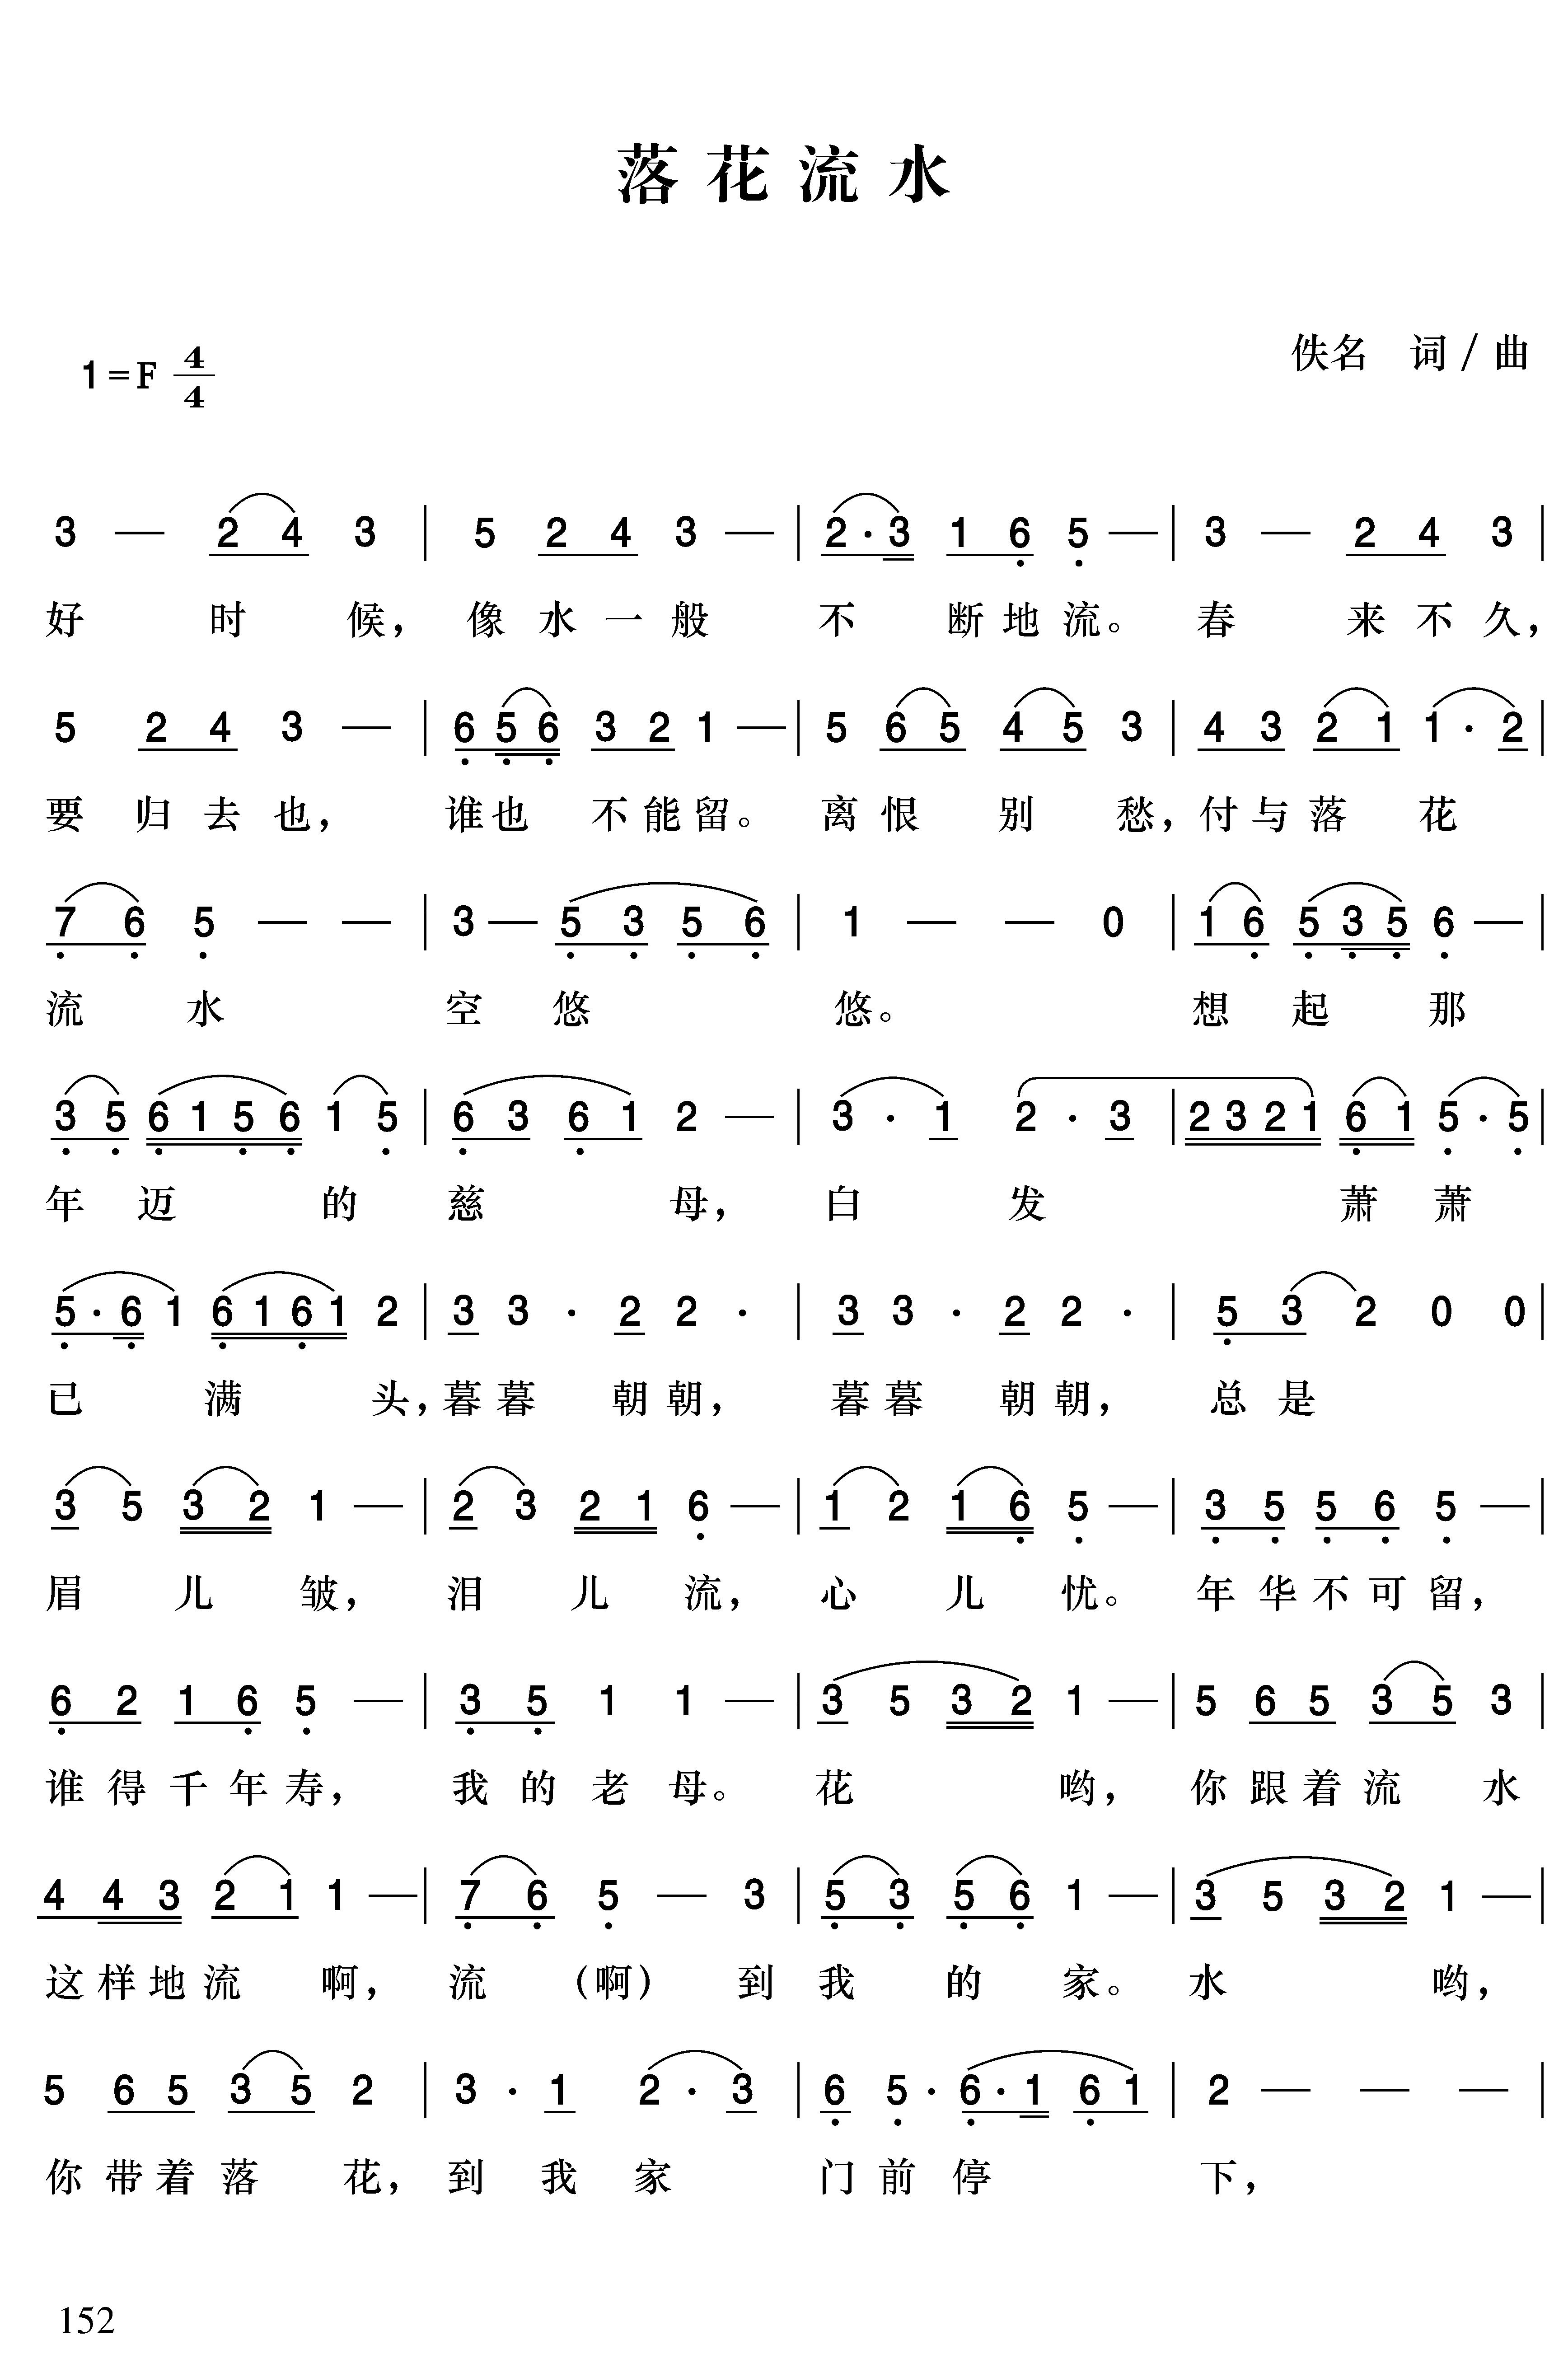 落花流水
佚名 词/曲
1=F 4/4
3 — 2 4 3 | 5 2 4 3 — | 2·3 1 6 5 — | 3 — 2 4 3 |
好 时 候，像 水 一 般 不 断 地 流。春 来 不 久，
5 2 4 3 — | 6 5 6 3 2 1 — | 5 6 5 4 5 3 | 4 3 2 1 1·2 |
要 归 去 也，谁 也 不 能 留。离 恨 别 愁，付 与 落 花
7 6 5 — — | 3 — 5 3 5 6 | 1 — — 0 | 1 6 5 3 5 6 — |
流 水 空 悠 悠。想 起 那
3 5 6 1 5 6 1 5 | 6 3 6 1 2 — | 3·1 2·3 | 2 3 2 1 6 1 5·5 |
年 迈 的 慈 母，白 发 萧 萧
5·6 1 6 1 6 1 2 | 3 3· 2 2· | 3 3· 2 2· | 5 3 2 0 0 |
已 满 头，暮 暮 朝 朝，暮 暮 朝 朝，总 是
3 5 3 2 1 — | 2 3 2 1 6 — | 1 2 1 6 5 — | 3 5 5 6 5 — |
眉 儿 皱，泪 儿 流，心 儿 忧。年 华 不 可 留，
6 2 1 6 5 — | 3 5 1 1 — | 3 5 3 2 1 — | 5 6 5 3 5 3 |
谁 得 千 年 寿，我 的 老 母。花 哟，你 跟 着 流 水
4 4 3 2 1 1 — | 7 6 5 — 3 | 5 3 5 6 1 — | 3 5 3 2 1 — |
这 样 地 流 啊，流 （啊） 到 我 的 家。水 哟，
5 6 5 3 5 2 | 3·1 2·3 | 6 5· 6·1 6 1 | 2 — — — |
你 带 着 落 花，到 我 家 门 前 停 下，
152